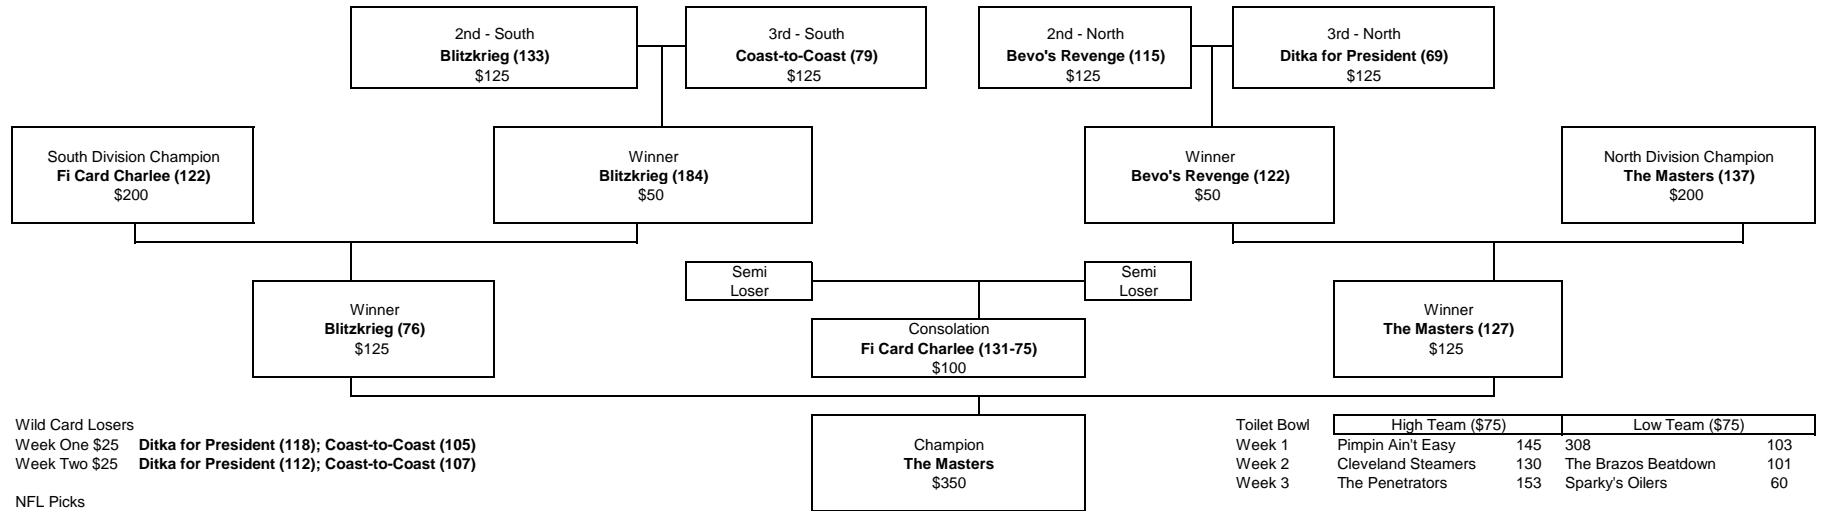 2nd - South
Blitzkrieg (133)
$125
3rd - South
Coast-to-Coast (79)
$125
2nd - North
Bevo's Revenge (115)
$125
3rd - North
Ditka for President (69)
$125
South Division Champion
Fi Card Charlee (122)
$200
Winner
Blitzkrieg (184)
$50
Winner
Bevo's Revenge (122)
$50
North Division Champion
The Masters (137)
$200
Semi
Loser
Semi
Loser
Winner
Blitzkrieg (76)
$125
Consolation
Fi Card Charlee (131-75)
$100
Winner
The Masters (127)
$125
Wild Card Losers
Week One $25 Ditka for President (118); Coast-to-Coast (105)
Week Two $25 Ditka for President (112); Coast-to-Coast (107)
NFL Picks
Champion
The Masters
$350
Toilet Bowl High Team ($75) Low Team ($75)
Week 1 Pimpin Ain't Easy 145 308 103
Week 2 Cleveland Steamers 130 The Brazos Beatdown 101
Week 3 The Penetrators 153 Sparky's Oilers 60